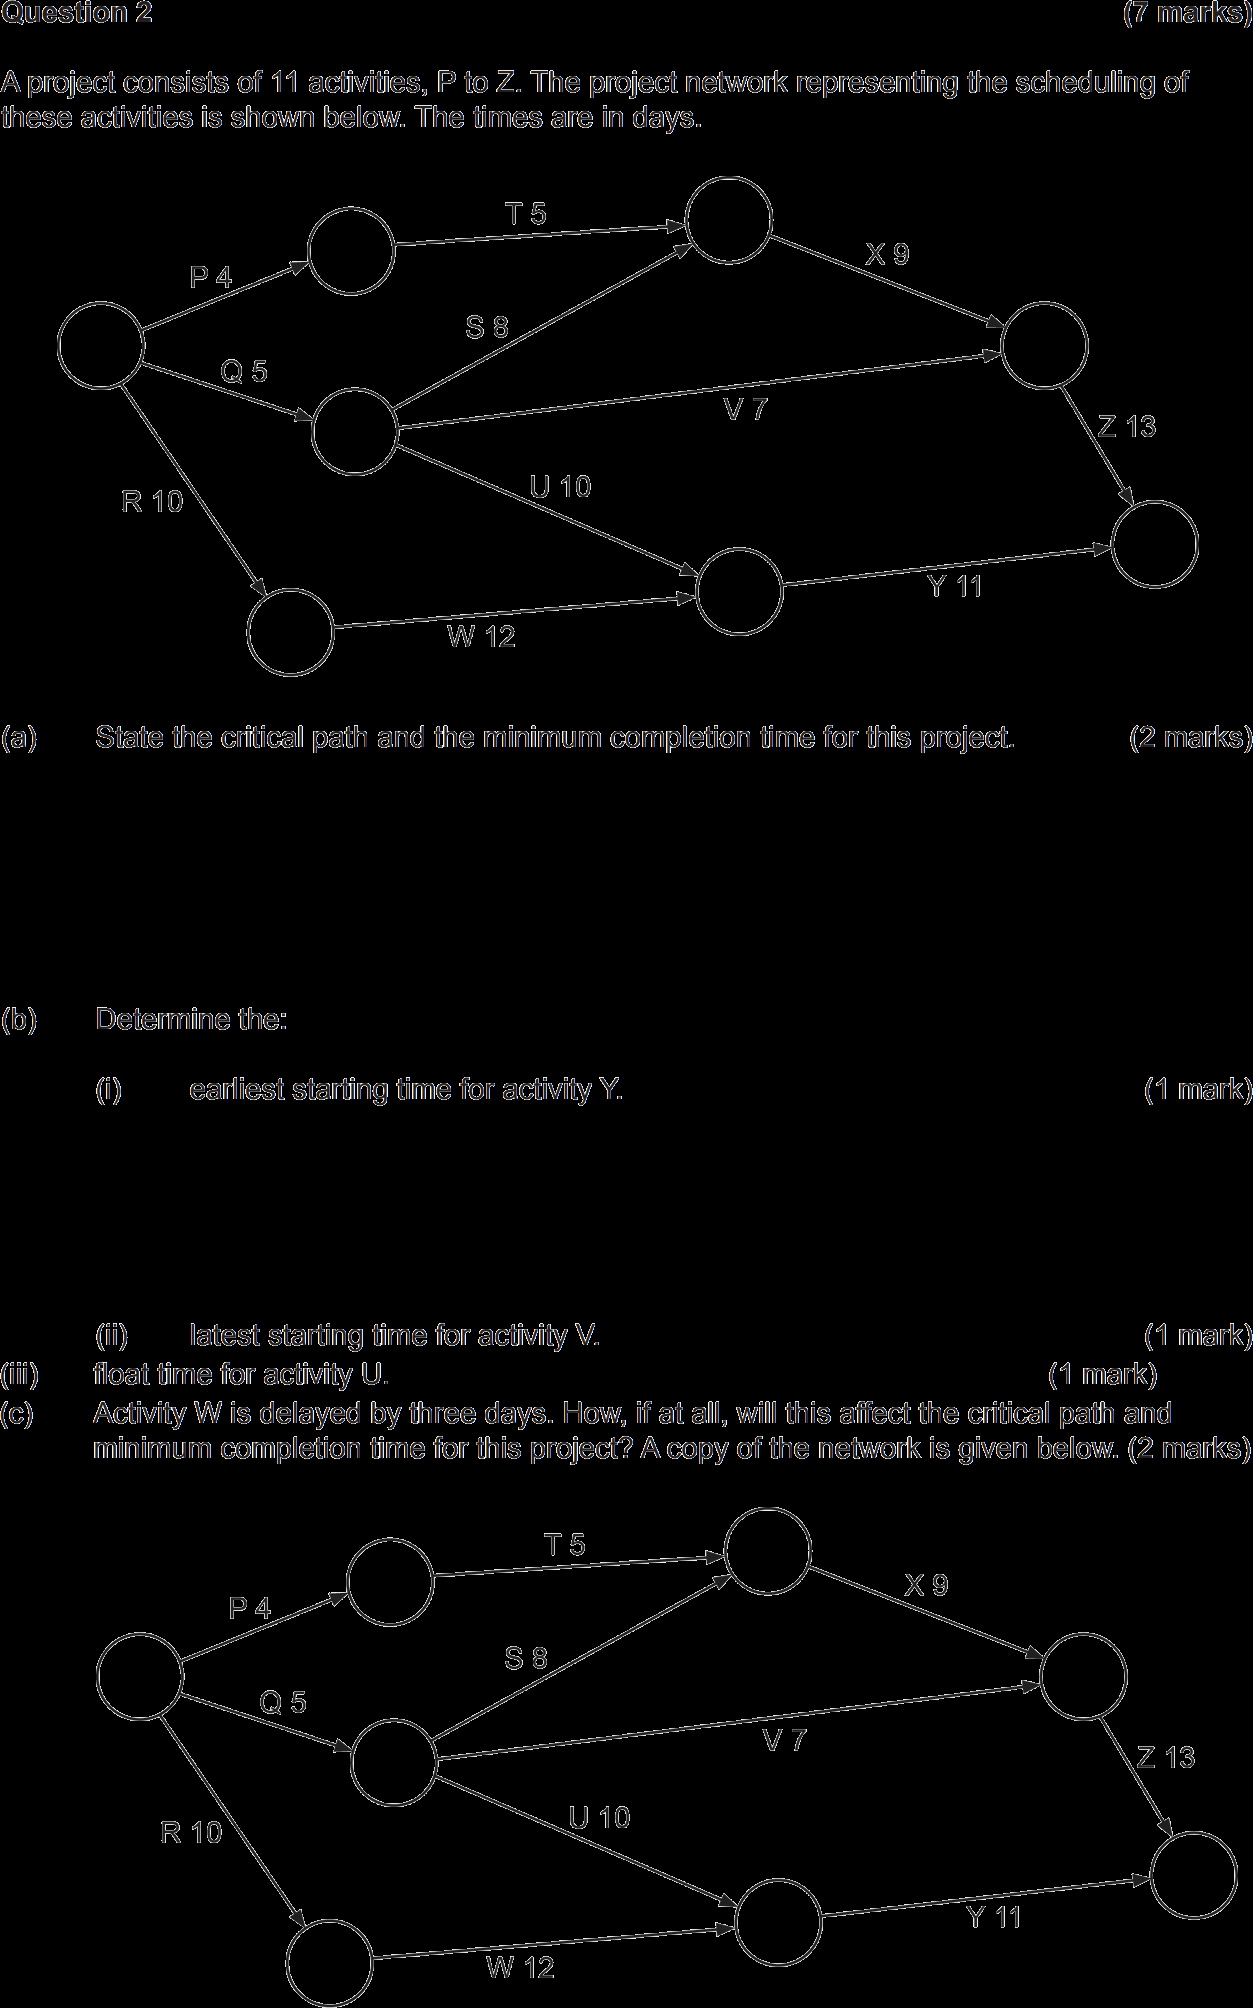 Question 2 (7 marks)
A project consists of 11 activities, P to Z. The project network representing the scheduling of
these activities is shown below. The times are in days.
T 5
X 9
P 4
S 8
Q 5
V 7
Z 13
R 10
U 10
Y 11
W 12
(a) State the critical path and the minimum completion time for this project. (2 marks)
(b) Determine the:
(i) earliest starting time for activity Y. (1 mark)
(ii) latest starting time for activity V. (1 mark)
(iii) float time for activity U. (1 mark)
(c) Activity W is delayed by three days. How, if at all, will this affect the critical path and
minimum completion time for this project? A copy of the network is given below. (2 marks)
T 5
X 9
P 4
S 8
Q 5
V 7
Z 13
U 10
R 10
Y 11
W 12